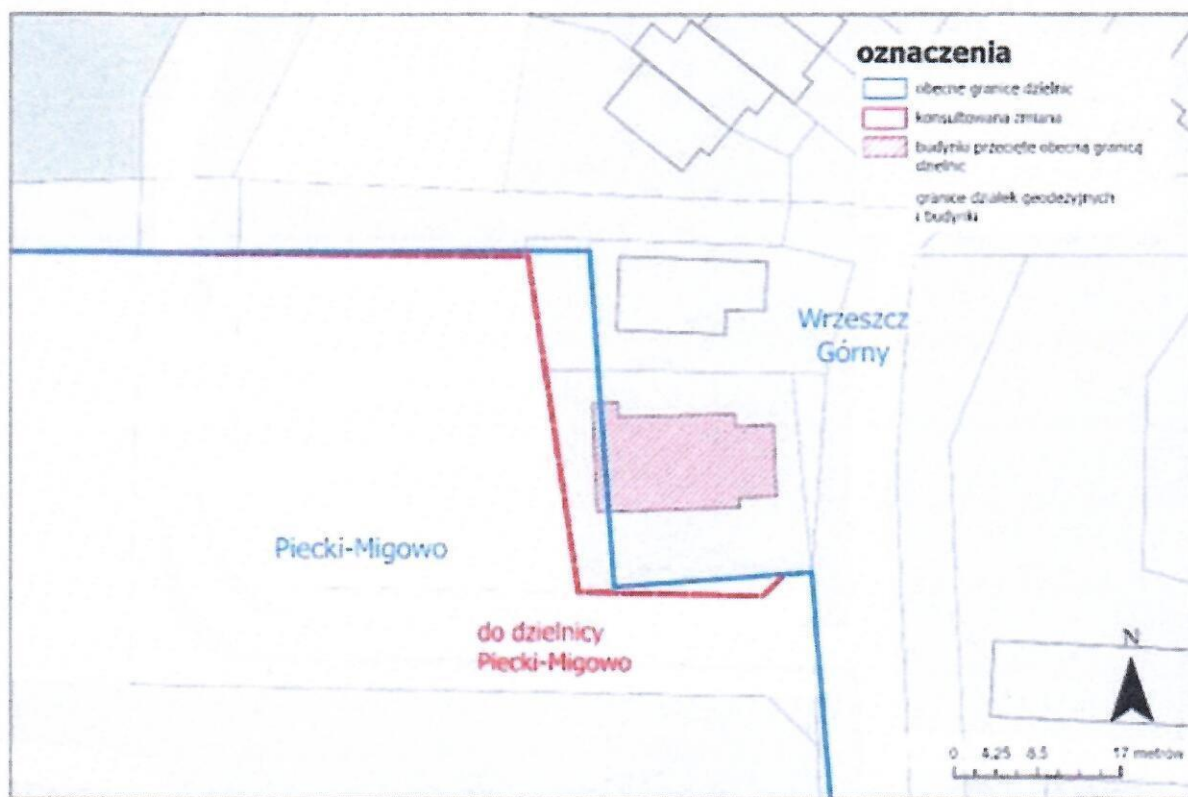 oznaczenia
obecne granice dzielnic
konsultowana zmiana
budynki przecięte obecną granicą
dzielnic
granice działek geodezyjnych
i budynki
Wrzeszcz
Górny
Piecki-Migowo
do dzielnicy
Piecki-Migowo
N
0 4,25 8,5 17 metrów